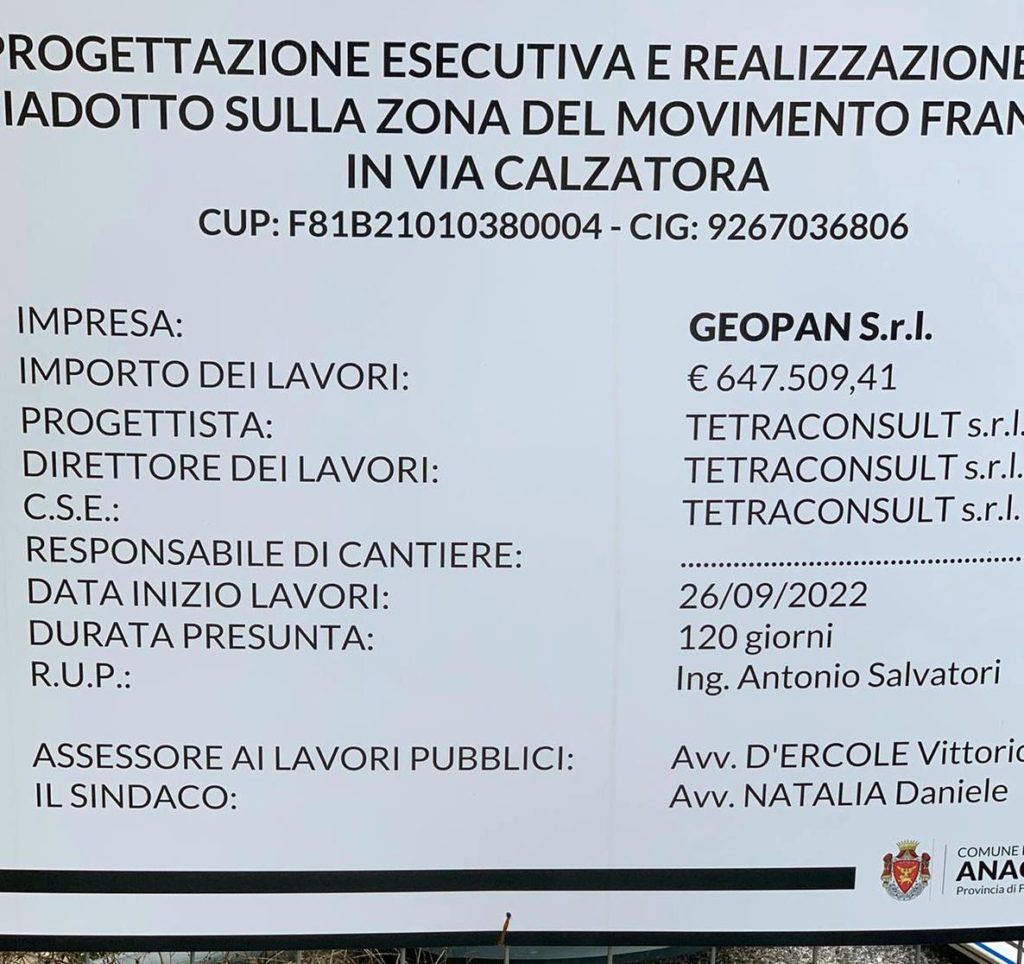 PROGETTAZIONE ESECUTIVA E REALIZZAZIONE
IADOTTO SULLA ZONA DEL MOVIMENTO FRAN
IN VIA CALZATORA
CUP: F81B21010380004 - CIG: 9267036806
IMPRESA: GEOPAN S.r.l.
IMPORTO DEI LAVORI: € 647.509,41
PROGETTISTA: TETRACONSULT s.r.l.
DIRETTORE DEI LAVORI: TETRACONSULT s.r.l.
C.S.E.: TETRACONSULT s.r.l.
RESPONSABILE DI CANTIERE: ........................................
DATA INIZIO LAVORI: 26/09/2022
DURATA PRESUNTA: 120 giorni
R.U.P.: Ing. Antonio Salvatori
ASSESSORE AI LAVORI PUBBLICI: Avv. D'ERCOLE Vittorio
IL SINDACO: Avv. NATALIA Daniele
COMUNE
ANAG
Provincia di F